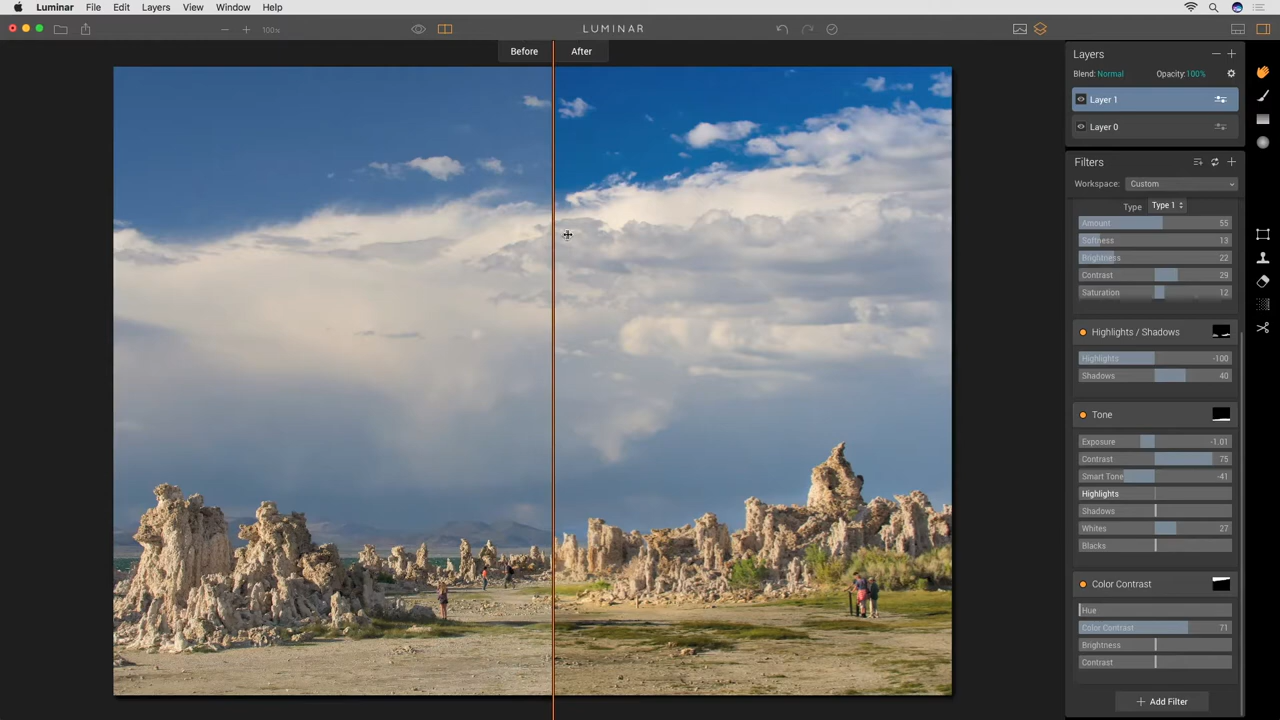 Luminar File Edit Layers View Window Help
100%
LUMINAR
Before After
Layers
Blend: Normal Opacity: 100%
Layer 1
Layer 0
Filters
Workspace: Custom
Type Type 1
Amount 55
Softness 13
Brightness 22
Contrast 29
Saturation 12
Highlights / Shadows
Highlights -100
Shadows 40
Tone
Exposure -1.01
Contrast 75
Smart Tone -41
Highlights
Shadows
Whites 27
Blacks
Color Contrast
Hue
Color Contrast 71
Brightness
Contrast
Add Filter